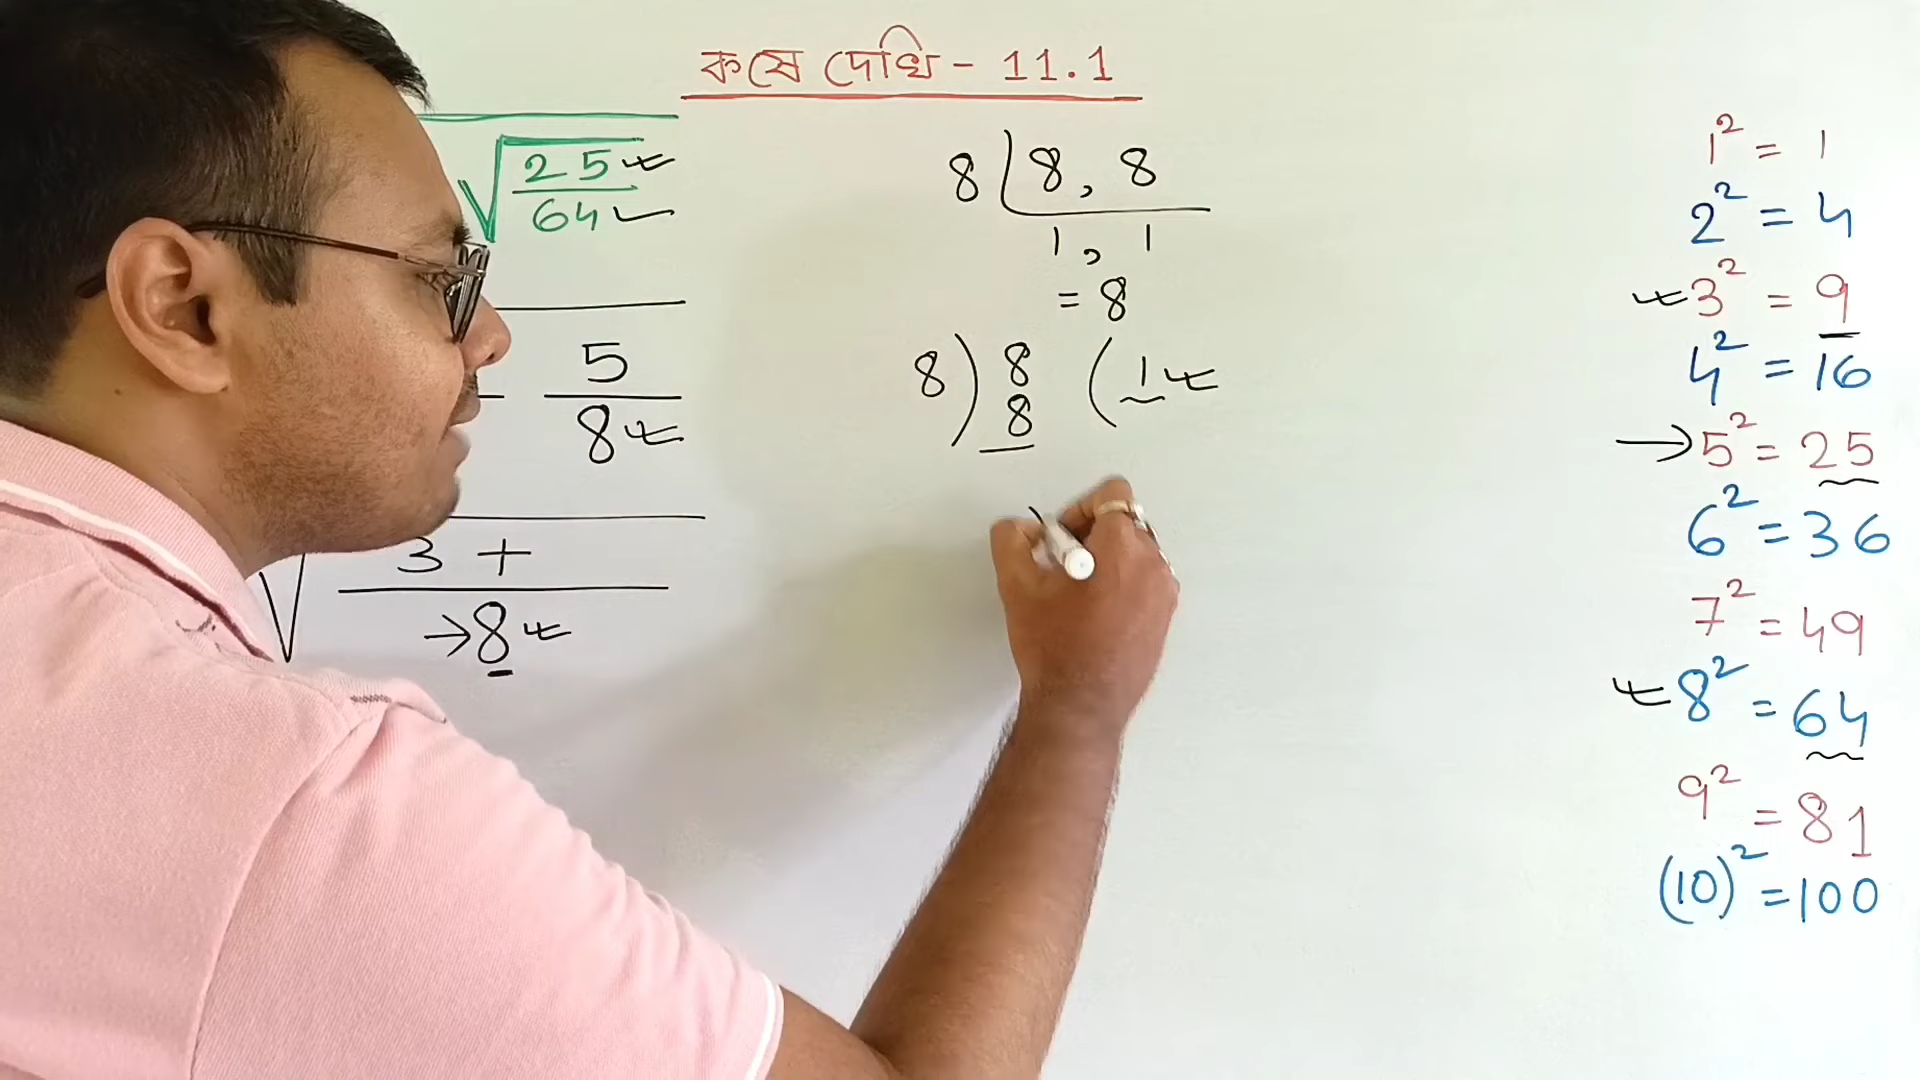 কষে দেখি - 11.1
√25/64
5/8
√3 +
→ 8
8 | 8, 8
1, 1
= 8
8 ) 8 ( 1
8
1² = 1
2² = 4
3² = 9
4² = 16
→ 5² = 25
6² = 36
7² = 49
8² = 64
9² = 81
(10)² = 100